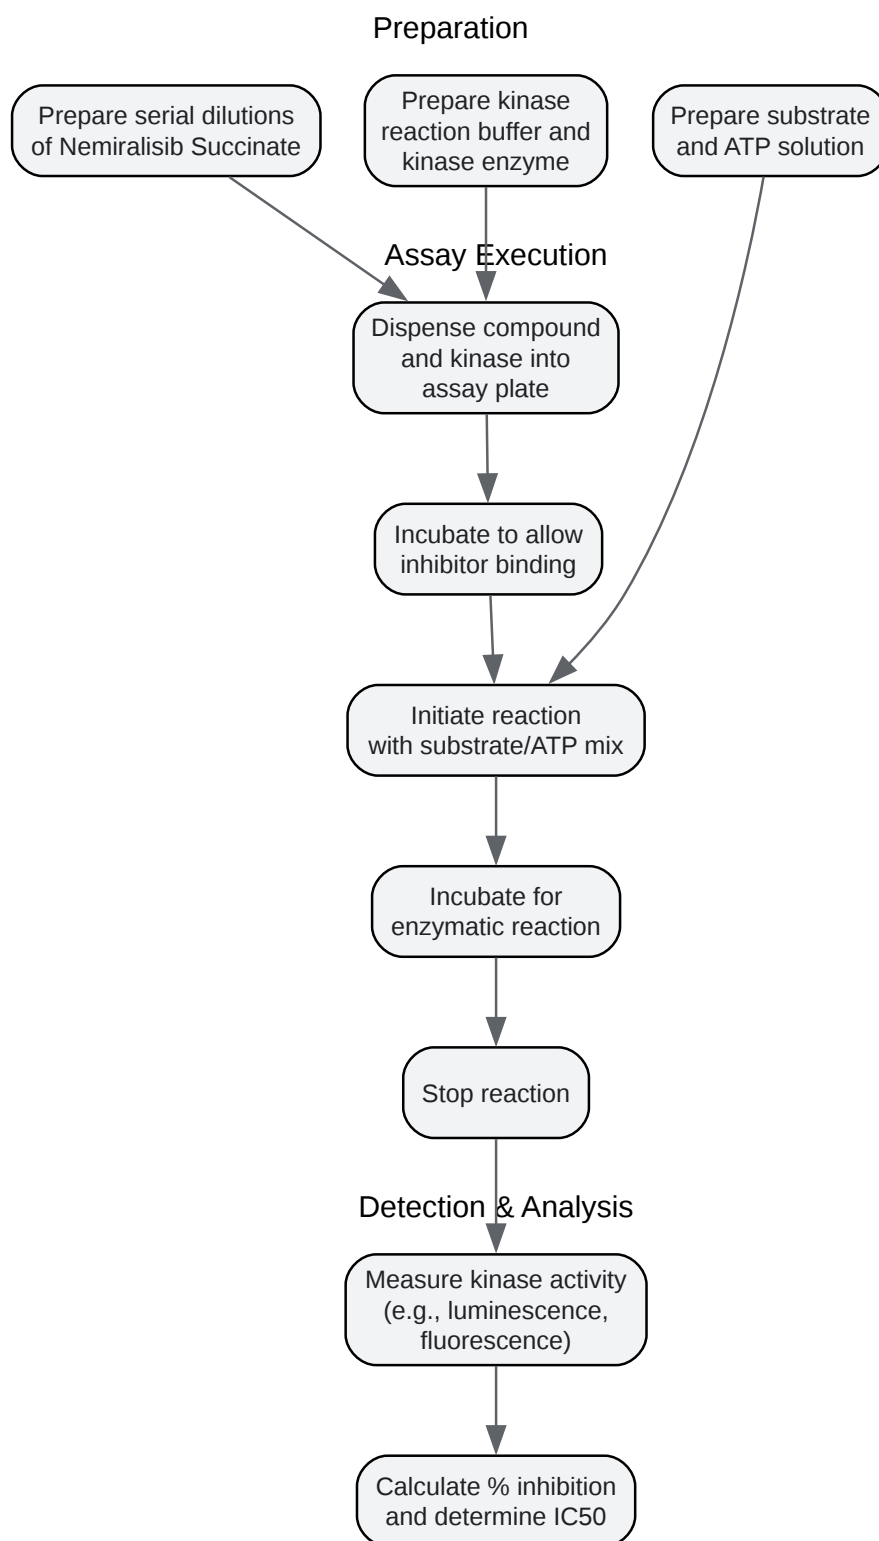 Preparation
Prepare serial dilutions
of Nemiralisib Succinate
Prepare kinase
reaction buffer and
kinase enzyme
Prepare substrate
and ATP solution
Assay Execution
Dispense compound
and kinase into
assay plate
Incubate to allow
inhibitor binding
Initiate reaction
with substrate/ATP mix
Incubate for
enzymatic reaction
Stop reaction
Detection & Analysis
Measure kinase activity
(e.g., luminescence,
fluorescence)
Calculate % inhibition
and determine IC50